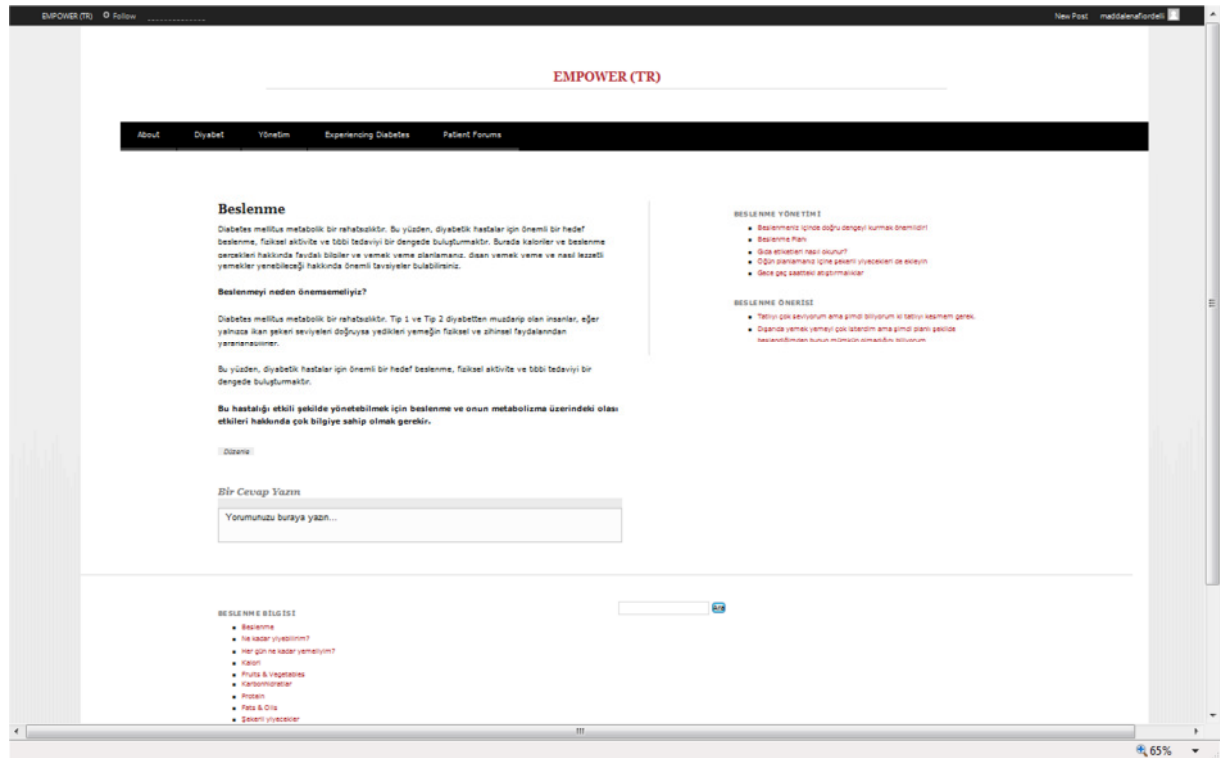 EMPOWER (TR) Follow
New Post maddalenafiordelli
EMPOWER (TR)
About Diyabet Yönetim Experiencing Diabetes Patient Forums
Beslenme
Diabetes mellitus metabolik bir rahatsızlıktır. Bu yüzden, diyabetik hastalar için önemli bir hedef
beslenme, fiziksel aktivite ve tıbbi tedaviyi bir dengede buluşturmaktır. Burada kaloriler ve beslenme
gerçekleri hakkında faydalı bilgiler ve yemek yeme planlamanız, dışarı yemek yeme ve nasıl lezzetli
yemekler yenebileceği hakkında önemli tavsiyeler bulabilirsiniz.
Beslenmeyi neden önemsemeliyiz?
Diabetes mellitus metabolik bir rahatsızlıktır. Tip 1 ve Tip 2 diyabetten muzdarip olan insanlar, eğer
yalnızca kan şekeri seviyeleri doğruysa yedikleri yemeğin fiziksel ve zihinsel faydalarından
Bu yüzden, diyabetik hastalar için önemli bir hedef beslenme, fiziksel aktivite ve tıbbi tedaviyi bir
dengede buluşturmaktır.
Bu hastalığı etkili şekilde yönetebilmek için beslenme ve onun metabolizma üzerindeki olası
etkileri hakkında çok bilgiye sahip olmak gerekir.
Düzenle
Bir Cevap Yazın
Yorumunuzu buraya yazın...
BESLENME YÖNETİMİ
Beslenmeniz içinde doğru dengeyi kurmak önemlidir!
Beslenme Planı
Gıda etiketleri nasıl okunur?
Öğün planlamanız içine şekerli yiyecekleri de ekleyin
Gece geç saatteki atıştırmalıklar
BESLENME ÖNERİSİ
Tatlıyı çok seviyorum ama şimdi biliyorum ki tatlıyı kesmem gerek.
Dışarıda yemek yemeyi çok isterdim ama şimdi planlı şekilde
beslendiğimden bunun mümkün olmadığını biliyorum
BESLENME BİLGİSİ
Beslenme
Ne kadar yiyebilirim?
Her gün ne kadar yemeliyim?
Kalori
Fruits & Vegetables
Karbonhidratlar
Protein
Fats & Oils
Şekerli yiyecekler
Ara
65%